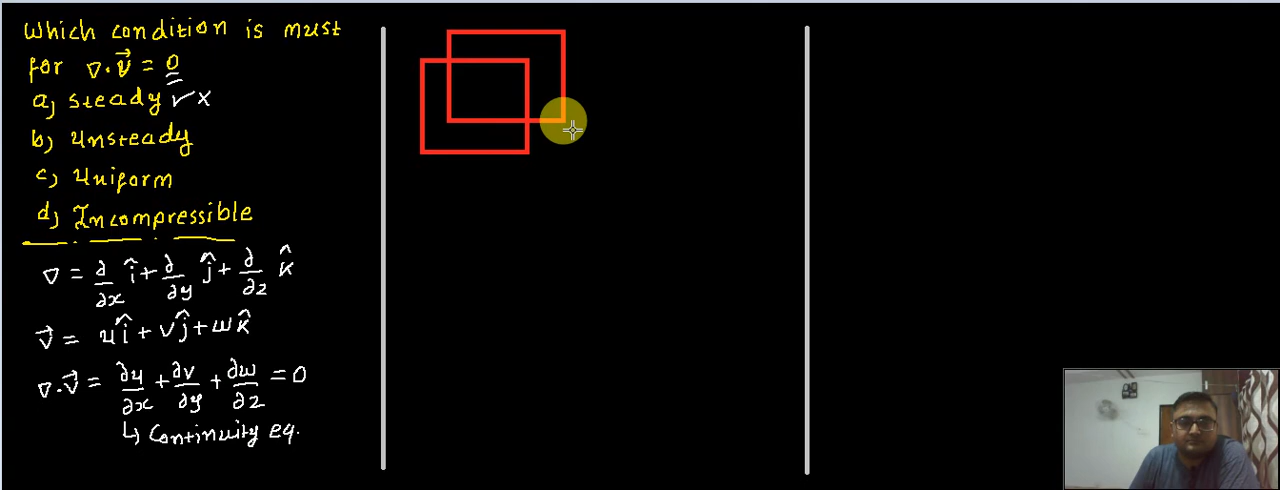 Which condition is must
for ∇·v⃗ = 0
a) steady ✓ x
b) Unsteady
c) Uniform
d) Incompressible
∇ = ∂/∂x î + ∂/∂y ĵ + ∂/∂z k̂
v⃗ = uî + vĵ + wk̂
∇·v⃗ = ∂u/∂x + ∂v/∂y + ∂w/∂z = 0
↳ Continuity eq.